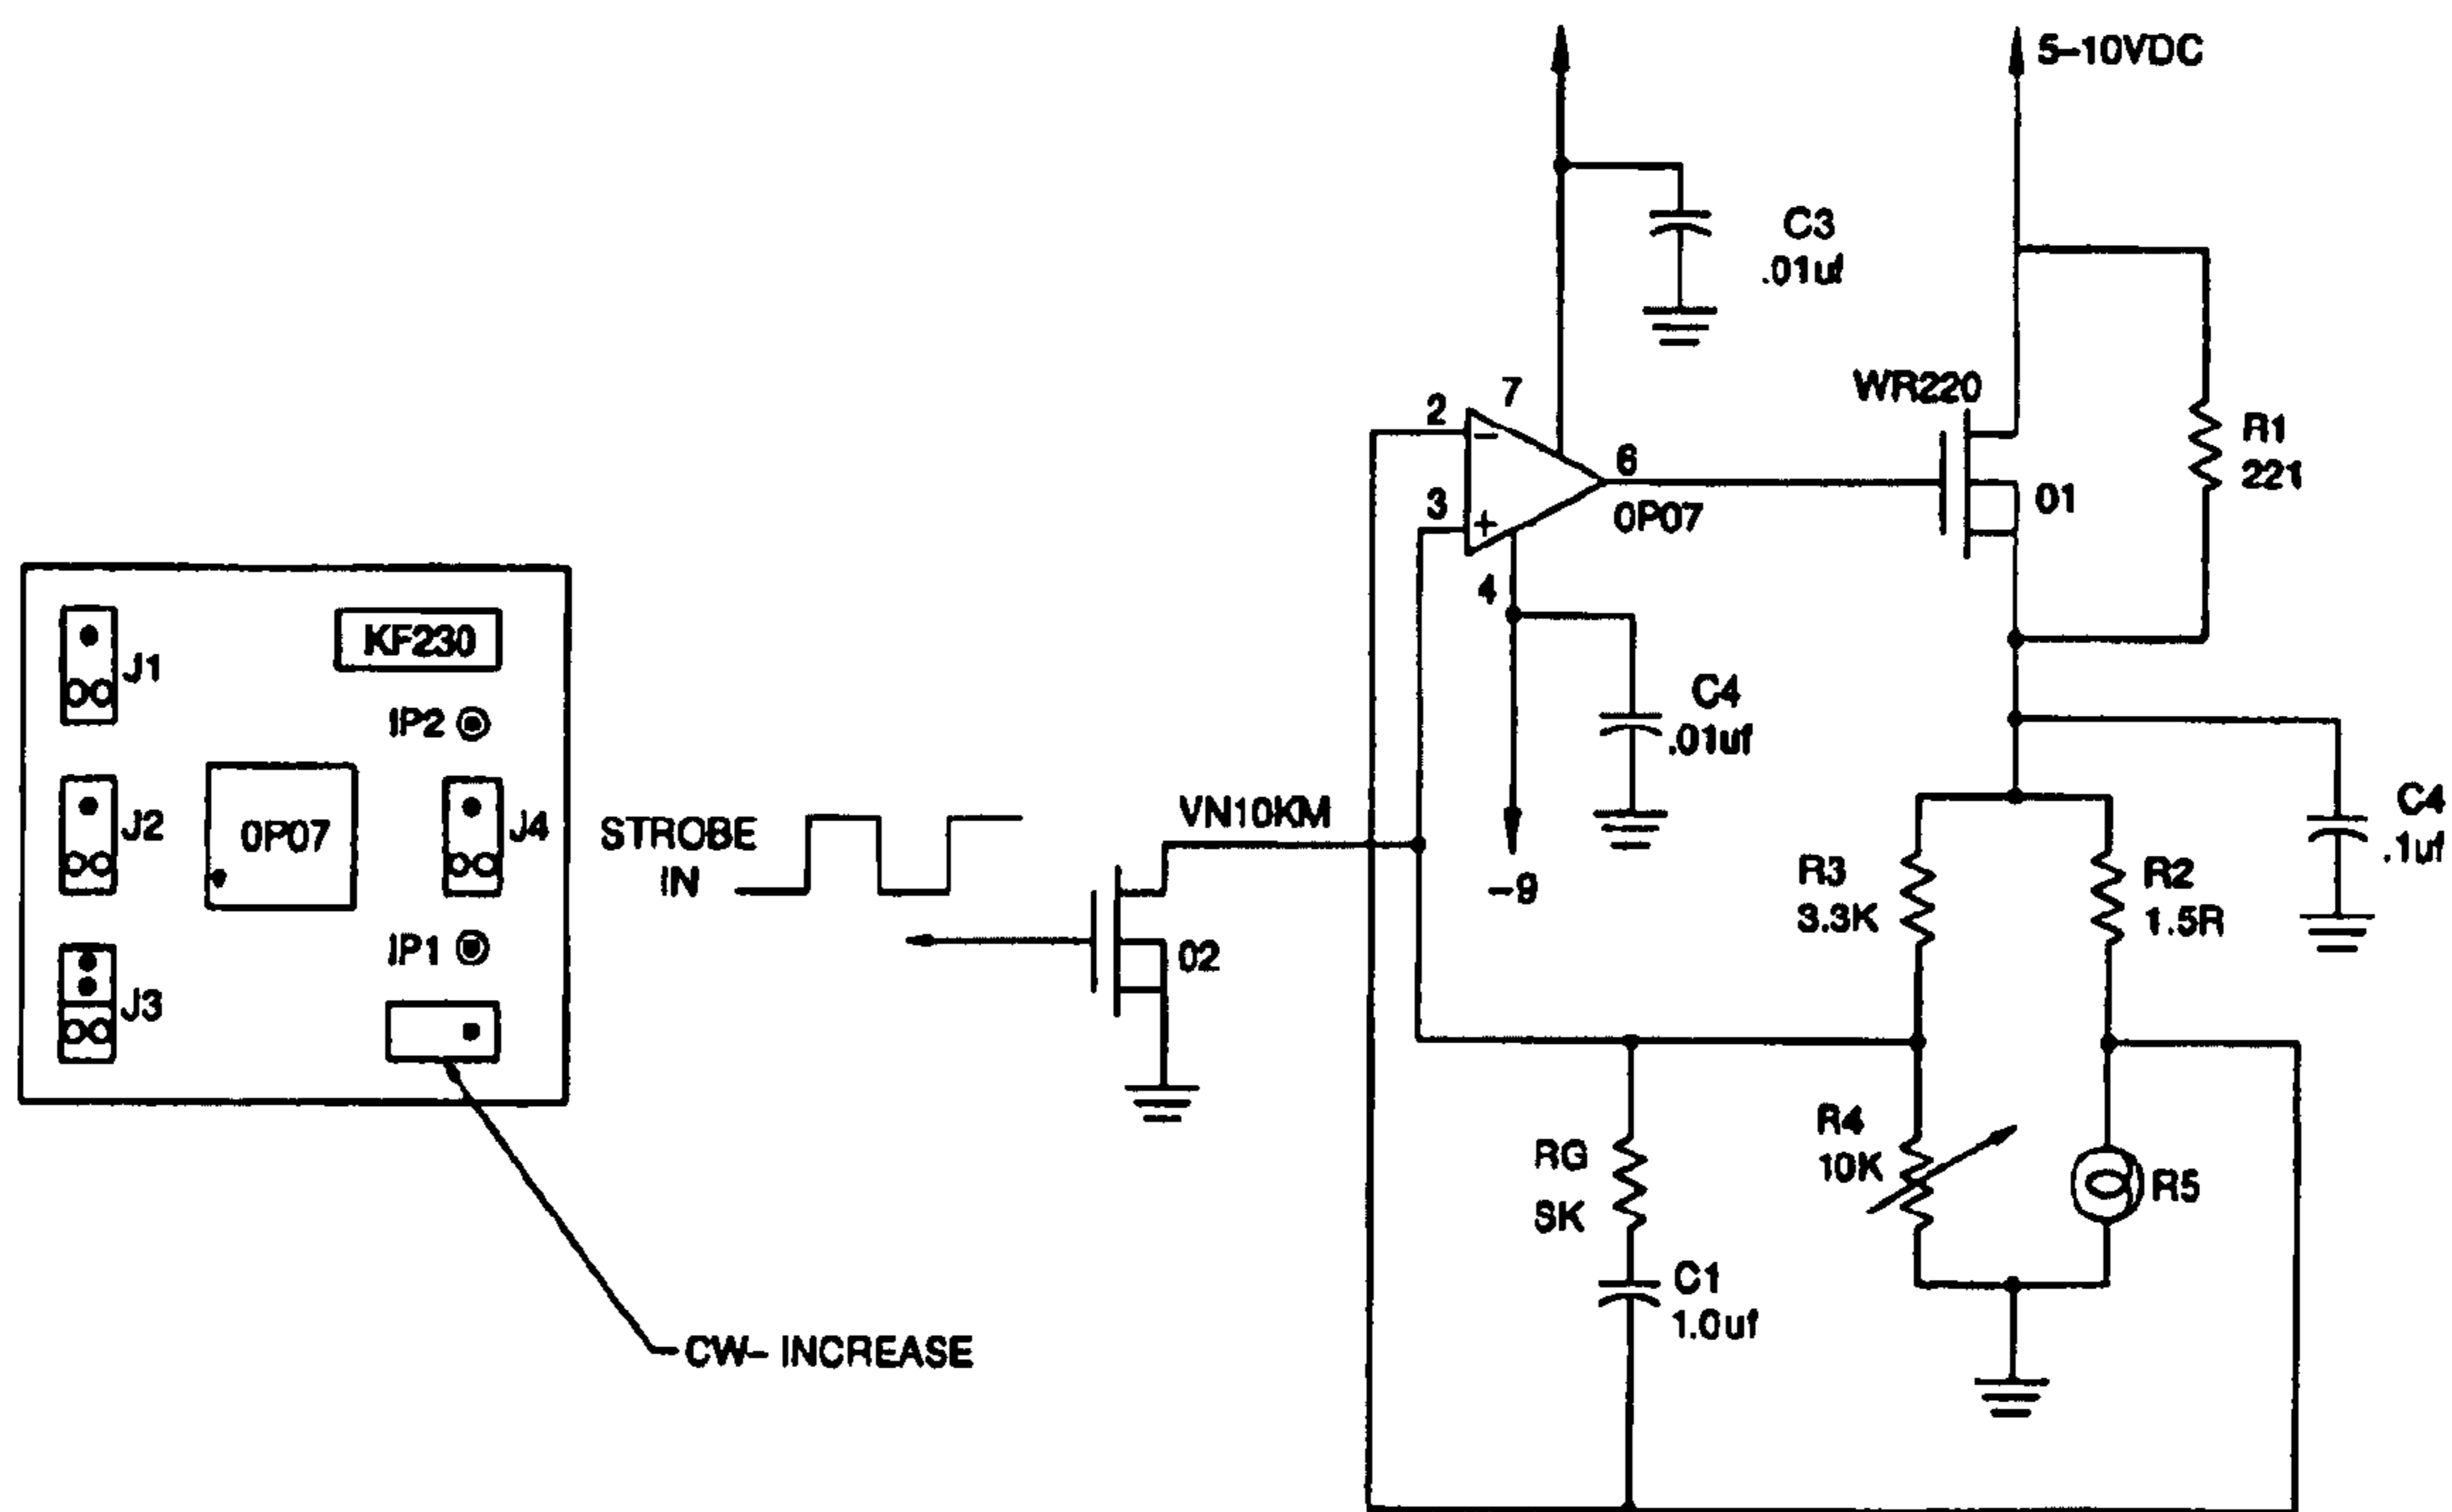 5-10VDC
C3
.01uf
WR220
7
2
-
R1
221
6
3
+
01
0P07
4
KF230
J1
IP2
C4
.01uf
C4
.1uf
VN10KM
STROBE
IN
0P07
J2
J4
-9
R3
3.3K
R2
1.5R
IP1
02
J3
R4
10K
RG
SK
R5
C1
1.0uf
CW- INCREASE